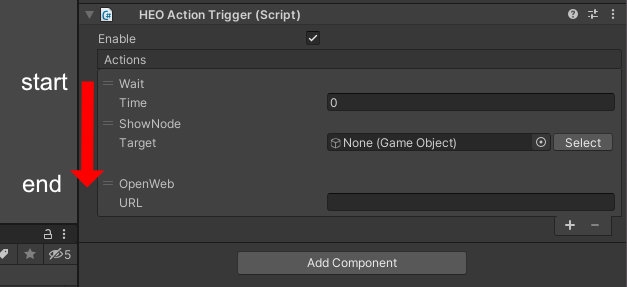 HEO Action Trigger (Script)
Enable
Actions
start
Wait
Time 0
ShowNode
Target None (Game Object) Select
end
OpenWeb
URL
5
Add Component